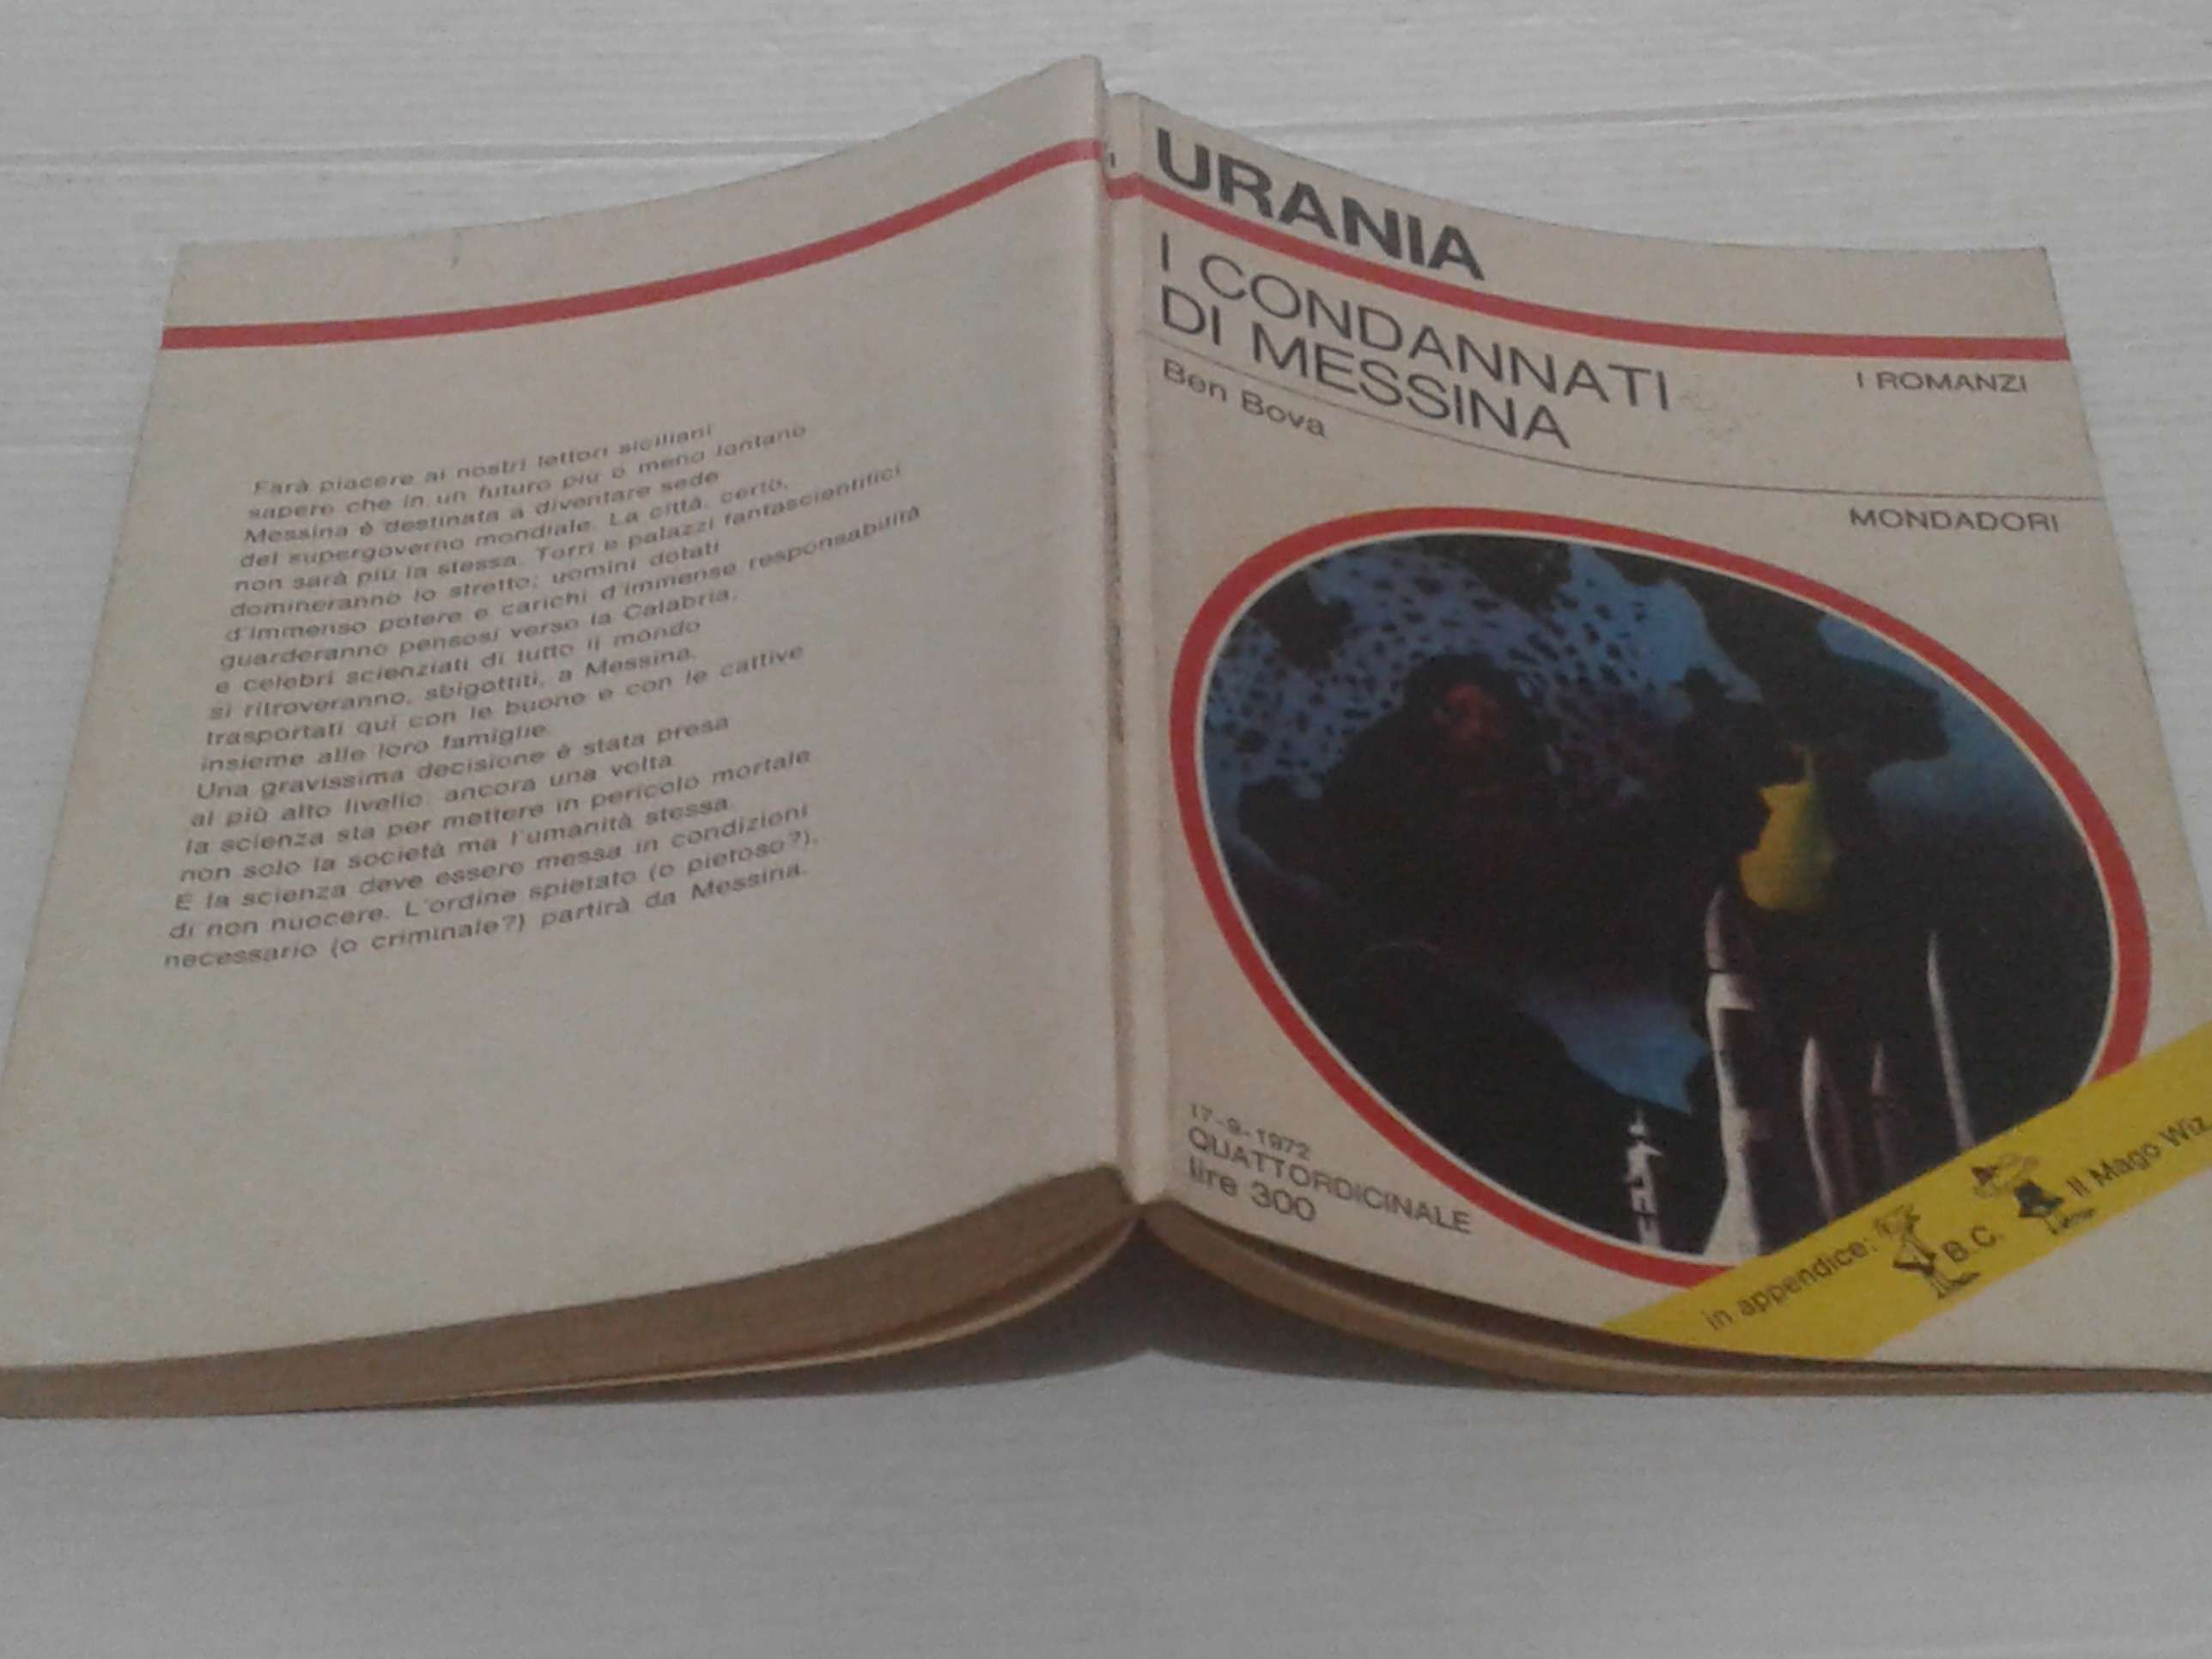 Farà piacere ai nostri lettori siciliani
sapere che in un futuro più o meno lontano
Messina è destinata a diventare sede
del supergoverno mondiale. La città, certo,
non sarà più la stessa. Torri e palazzi fantascientifici
domineranno lo stretto; uomini dotati
d'immenso potere e carichi d'immense responsabilità
guarderanno pensosi verso la Calabria;
e celebri scienziati di tutto il mondo
si ritroveranno, sbigottiti, a Messina,
trasportati qui con le buone e con le cattive
insieme alle loro famiglie.
Una gravissima decisione è stata presa
al più alto livello: ancora una volta
la scienza sta per mettere in pericolo mortale
non solo la società ma l'umanità stessa.
E la scienza deve essere messa in condizioni
di non nuocere. L'ordine spietato (o pietoso?),
necessario (o criminale?) partirà da Messina.
URANIA
I CONDANNATI
DI MESSINA
I ROMANZI
Ben Bova
MONDADORI
17-9-1972
QUATTORDICINALE
lire 300
in appendice: B.C. Il Mago Wiz